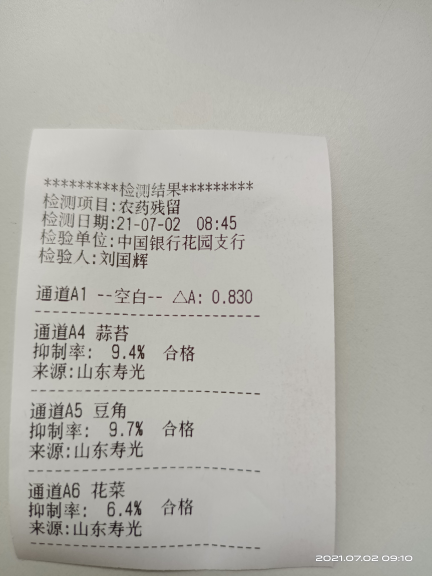 *********检测结果*********
检测项目:农药残留
检测日期:21-07-02 08:45
检验单位:中国银行花园支行
检验人:刘国辉
通道A1 --空白-- △A: 0.830
通道A4 蒜苔
抑制率: 9.4% 合格
来源:山东寿光
通道A5 豆角
抑制率: 9.7% 合格
来源:山东寿光
通道A6 花菜
抑制率: 6.4% 合格
来源:山东寿光
2021.07.02 09:10